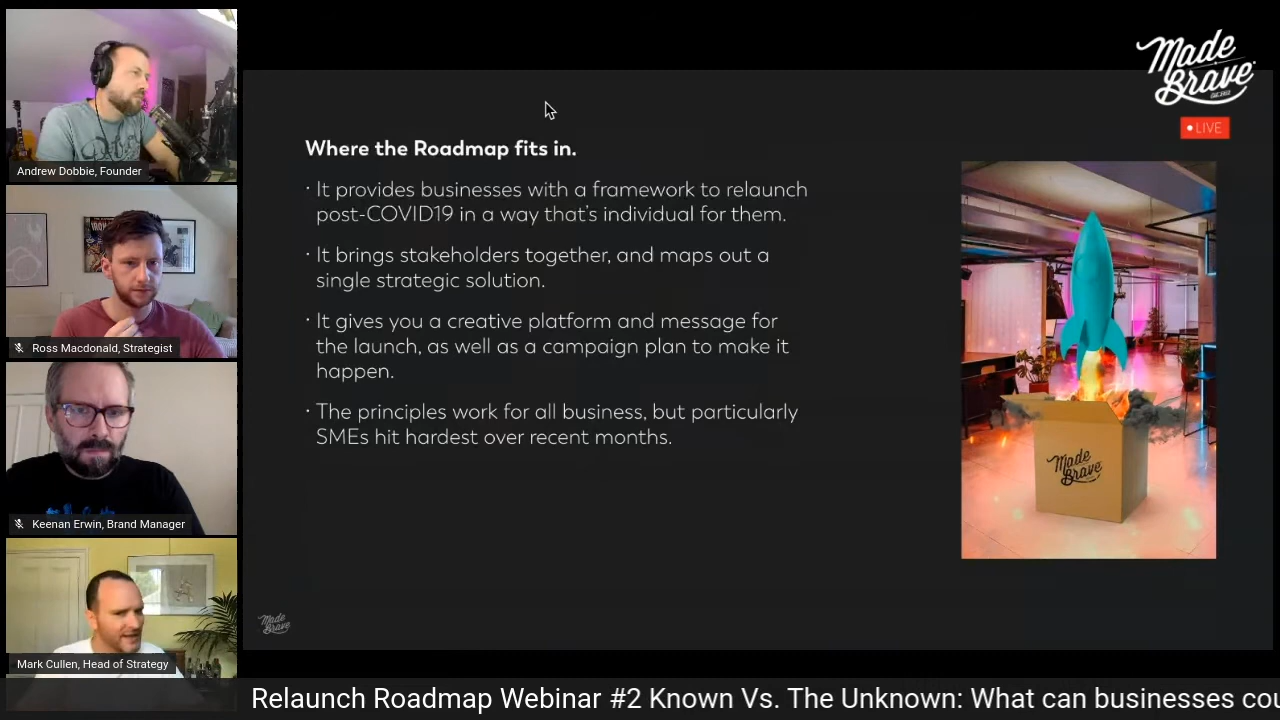 Made
Brave
LIVE
Andrew Dobbie, Founder
Ross Macdonald, Strategist
Keenan Erwin, Brand Manager
Mark Cullen, Head of Strategy
Where the Roadmap fits in.
· It provides businesses with a framework to relaunch
post-COVID19 in a way that's individual for them.
· It brings stakeholders together, and maps out a
single strategic solution.
· It gives you a creative platform and message for
the launch, as well as a campaign plan to make it
happen.
· The principles work for all business, but particularly
SMEs hit hardest over recent months.
Made
Brave
Made
Brave
Relaunch Roadmap Webinar #2 Known Vs. The Unknown: What can businesses cou